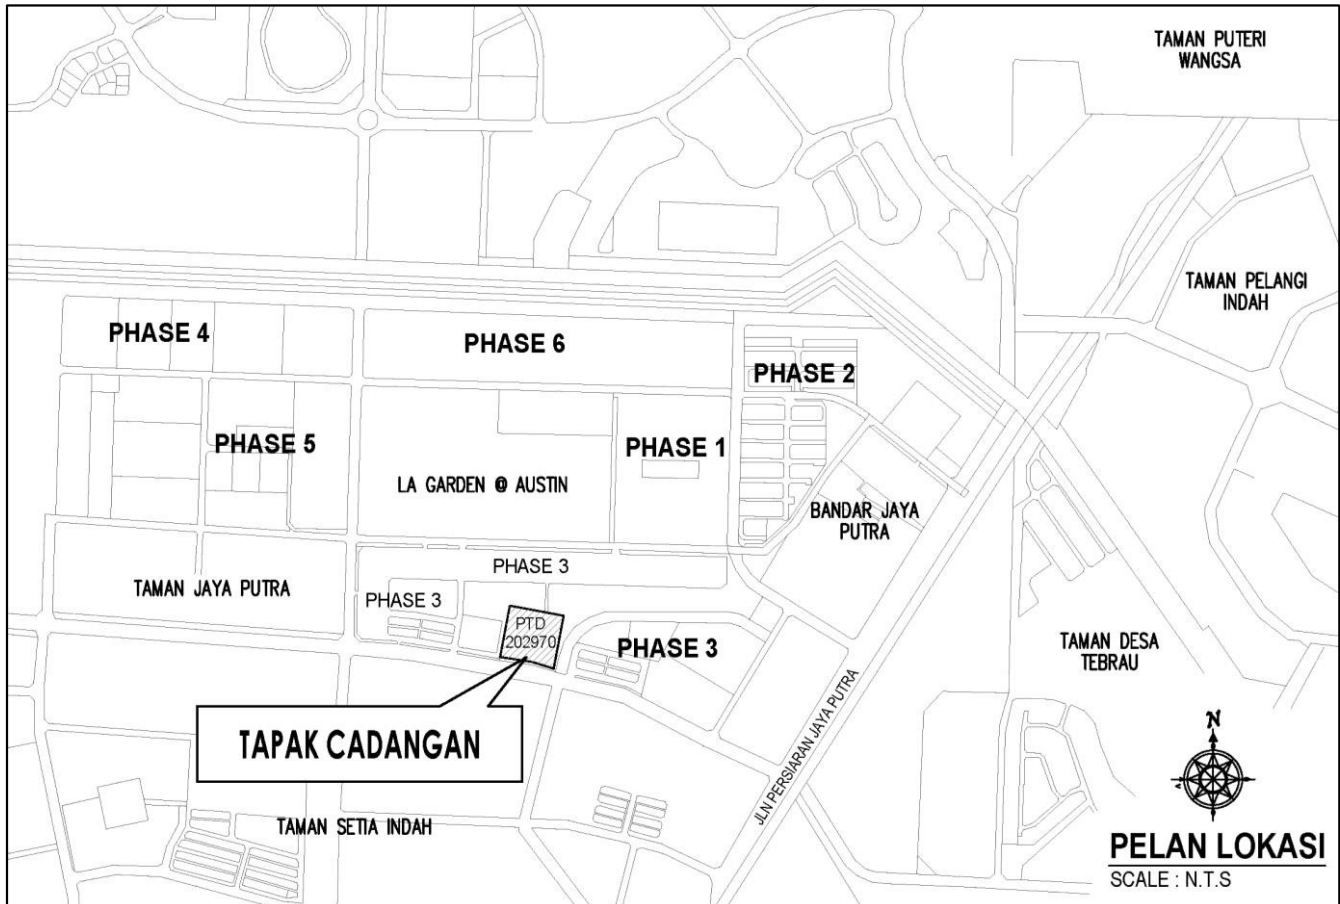 TAMAN PUTERI
WANGSA
TAMAN PELANGI
INDAH
PHASE 4
PHASE 6
PHASE 2
PHASE 5
PHASE 1
LA GARDEN @ AUSTIN
BANDAR JAYA
PUTRA
PHASE 3
TAMAN JAYA PUTRA
PHASE 3
PTD
202970
PHASE 3
TAMAN DESA
TEBRAU
JLN PERSIARAN JAYA PUTRA
TAPAK CADANGAN
TAMAN SETIA INDAH
N
PELAN LOKASI
SCALE : N.T.S